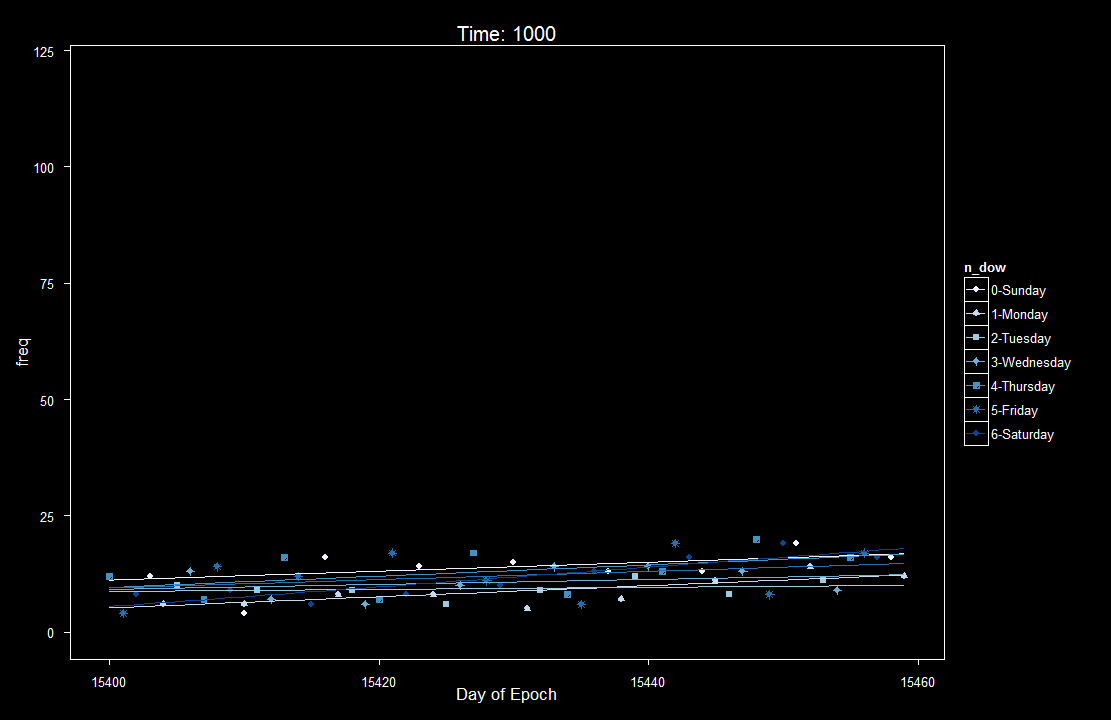 Time: 1000
125
100
75
50
25
0
freq
15400
15420
15440
15460
Day of Epoch
n_dow
0-Sunday
1-Monday
2-Tuesday
3-Wednesday
4-Thursday
5-Friday
6-Saturday